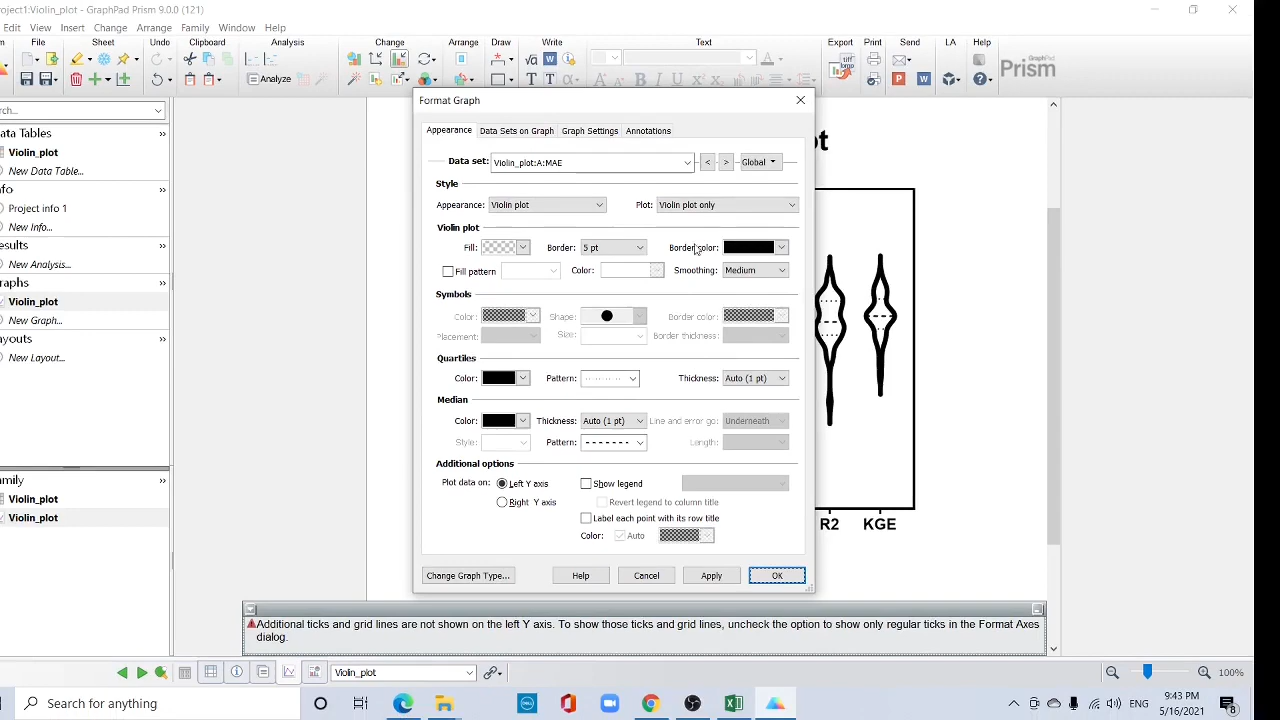 roject1:Violin_plot - GraphPad Prism 9.0.0 (121)
Edit View Insert Change Arrange Family Window Help
File Sheet Undo Clipboard Analysis Change Arrange Draw Write Text Export Print Send LA Help
GraphPad
Prism
Analyze
rch...
ata Tables
Violin_plot
New Data Table...
fo
Project info 1
New Info...
esults
New Analysis...
raphs
Violin_plot
New Graph...
ayouts
New Layout...
amily
Violin_plot
Violin_plot
ot
R2 KGE
Format Graph
Appearance Data Sets on Graph Graph Settings Annotations
Data set: Violin_plot:A:MAE < > Global
Style
Appearance: Violin plot Plot: Violin plot only
Violin plot
Fill: Border: 5 pt Border color:
Fill pattern Color: Smoothing: Medium
Symbols
Color: Shape: Border color:
Placement: Size: Border thickness:
Quartiles
Color: Pattern: Thickness: Auto (1 pt)
Median
Color: Thickness: Auto (1 pt) Line and error go: Underneath
Style: Pattern: Length:
Additional options
Plot data on: Left Y axis Show legend
Right Y axis Revert legend to column title
Label each point with its row title
Color: Auto
Change Graph Type... Help Cancel Apply OK
Additional ticks and grid lines are not shown on the left Y axis. To show those ticks and grid lines, uncheck the option to show only regular ticks in the Format Axes
dialog.
Violin_plot 100%
Type here to search
ENG
9:43 PM
5/16/2021
8